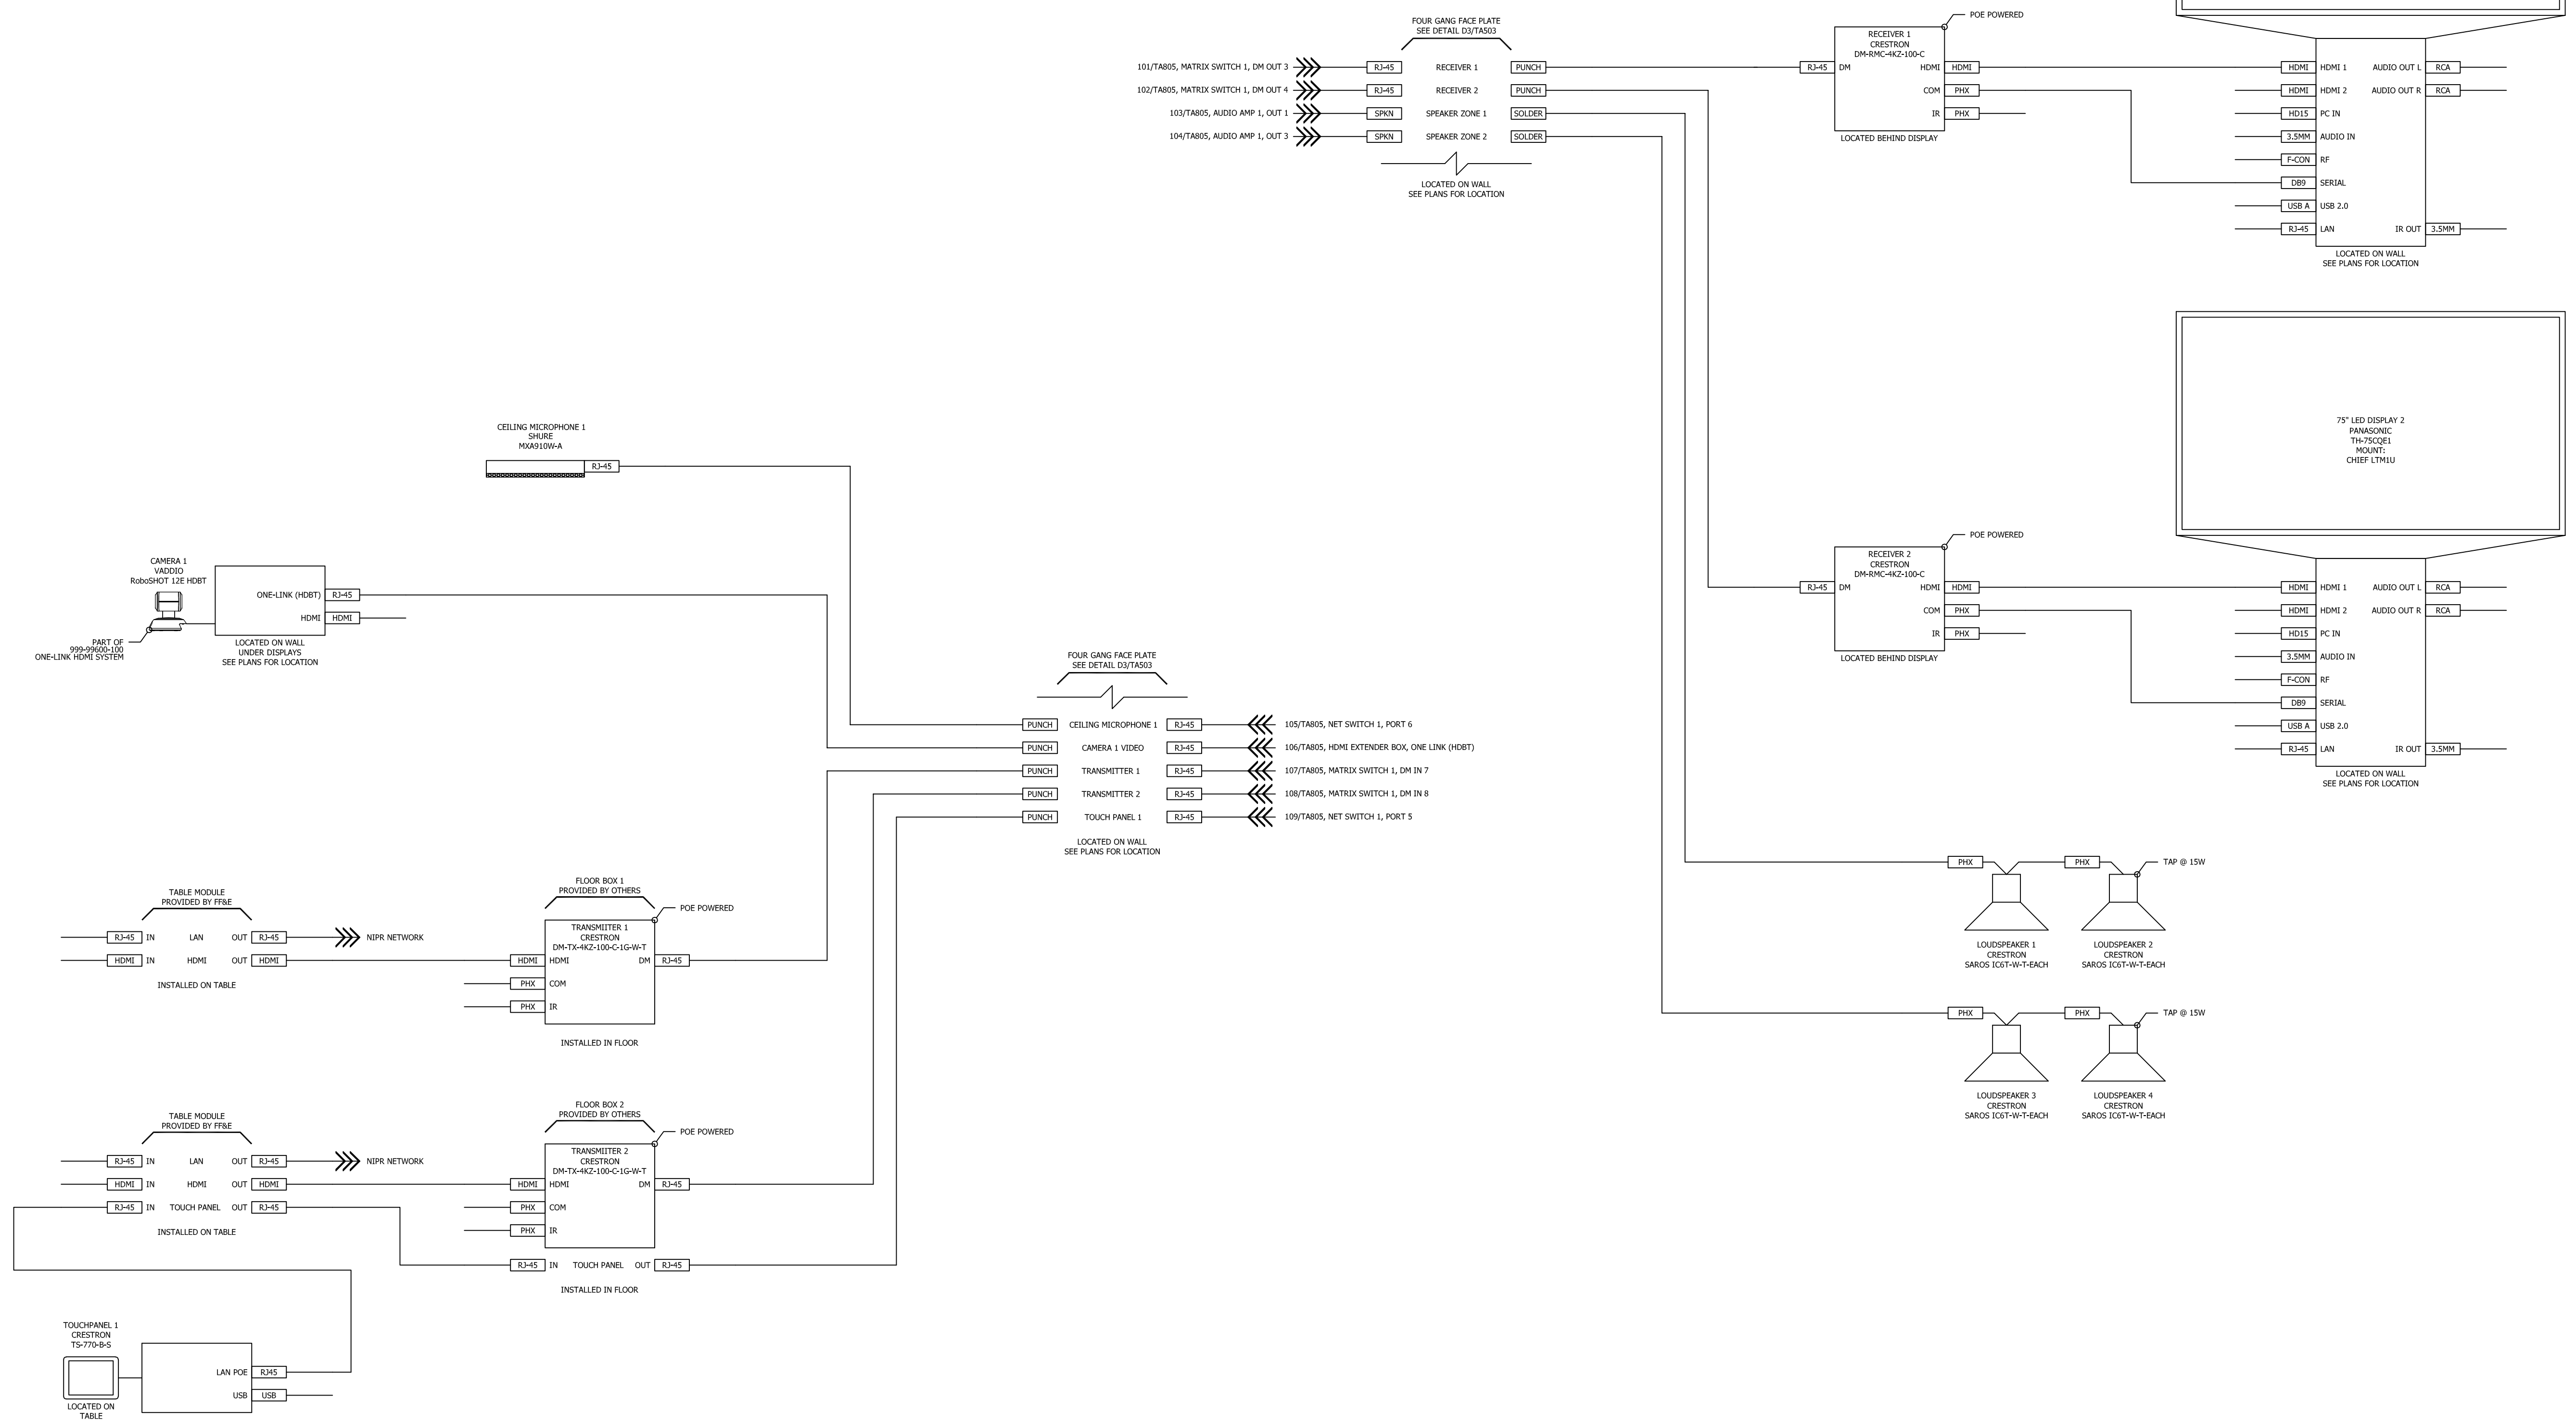 FOUR GANG FACE PLATE
SEE DETAIL D3/TA503
101/TA805, MATRIX SWITCH 1, DM OUT 3
RJ-45
RECEIVER 1
PUNCH
102/TA805, MATRIX SWITCH 1, DM OUT 4
RJ-45
RECEIVER 2
PUNCH
103/TA805, AUDIO AMP 1, OUT 1
SPKN
SPEAKER ZONE 1
SOLDER
104/TA805, AUDIO AMP 1, OUT 3
SPKN
SPEAKER ZONE 2
SOLDER
LOCATED ON WALL
SEE PLANS FOR LOCATION
POE POWERED
RECEIVER 1
CRESTRON
DM-RMC-4KZ-100-C
RJ-45
DM
HDMI
HDMI
COM
PHX
IR
PHX
LOCATED BEHIND DISPLAY
HDMI
HDMI 1
AUDIO OUT L
RCA
HDMI
HDMI 2
AUDIO OUT R
RCA
HD15
PC IN
3.5MM
AUDIO IN
F-CON
RF
DB9
SERIAL
USB A
USB 2.0
RJ-45
LAN
IR OUT
3.5MM
LOCATED ON WALL
SEE PLANS FOR LOCATION
75" LED DISPLAY 2
PANASONIC
TH-75CQE1
MOUNT:
CHIEF LTM1U
POE POWERED
RECEIVER 2
CRESTRON
DM-RMC-4KZ-100-C
RJ-45
DM
HDMI
HDMI
COM
PHX
IR
PHX
LOCATED BEHIND DISPLAY
HDMI
HDMI 1
AUDIO OUT L
RCA
HDMI
HDMI 2
AUDIO OUT R
RCA
HD15
PC IN
3.5MM
AUDIO IN
F-CON
RF
DB9
SERIAL
USB A
USB 2.0
RJ-45
LAN
IR OUT
3.5MM
LOCATED ON WALL
SEE PLANS FOR LOCATION
CEILING MICROPHONE 1
SHURE
MXA910W-A
RJ-45
CAMERA 1
VADDIO
RoboSHOT 12E HDBT
PART OF
999-99600-100
ONE-LINK HDMI SYSTEM
ONE-LINK (HDBT)
RJ-45
HDMI
HDMI
LOCATED ON WALL
UNDER DISPLAYS
SEE PLANS FOR LOCATION
FOUR GANG FACE PLATE
SEE DETAIL D3/TA503
PUNCH
CEILING MICROPHONE 1
RJ-45
105/TA805, NET SWITCH 1, PORT 6
PUNCH
CAMERA 1 VIDEO
RJ-45
106/TA805, HDMI EXTENDER BOX, ONE LINK (HDBT)
PUNCH
TRANSMITTER 1
RJ-45
107/TA805, MATRIX SWITCH 1, DM IN 7
PUNCH
TRANSMITTER 2
RJ-45
108/TA805, MATRIX SWITCH 1, DM IN 8
PUNCH
TOUCH PANEL 1
RJ-45
109/TA805, NET SWITCH 1, PORT 5
LOCATED ON WALL
SEE PLANS FOR LOCATION
PHX
PHX
TAP @ 15W
LOUDSPEAKER 1
CRESTRON
SAROS IC6T-W-T-EACH
LOUDSPEAKER 2
CRESTRON
SAROS IC6T-W-T-EACH
PHX
PHX
TAP @ 15W
LOUDSPEAKER 3
CRESTRON
SAROS IC6T-W-T-EACH
LOUDSPEAKER 4
CRESTRON
SAROS IC6T-W-T-EACH
TABLE MODULE
PROVIDED BY FF&E
RJ-45
IN
LAN
OUT
RJ-45
NIPR NETWORK
HDMI
IN
HDMI
OUT
HDMI
INSTALLED ON TABLE
FLOOR BOX 1
PROVIDED BY OTHERS
POE POWERED
TRANSMIITER 1
CRESTRON
DM-TX-4KZ-100-C-1G-W-T
HDMI
HDMI
DM
RJ-45
PHX
COM
PHX
IR
INSTALLED IN FLOOR
TABLE MODULE
PROVIDED BY FF&E
RJ-45
IN
LAN
OUT
RJ-45
NIPR NETWORK
HDMI
IN
HDMI
OUT
HDMI
RJ-45
IN
TOUCH PANEL
OUT
RJ-45
INSTALLED ON TABLE
FLOOR BOX 2
PROVIDED BY OTHERS
POE POWERED
TRANSMIITER 2
CRESTRON
DM-TX-4KZ-100-C-1G-W-T
HDMI
HDMI
DM
RJ-45
PHX
COM
PHX
IR
RJ-45
IN
TOUCH PANEL
OUT
RJ-45
INSTALLED IN FLOOR
TOUCHPANEL 1
CRESTRON
TS-770-B-S
LAN POE
RJ45
USB
USB
LOCATED ON
TABLE